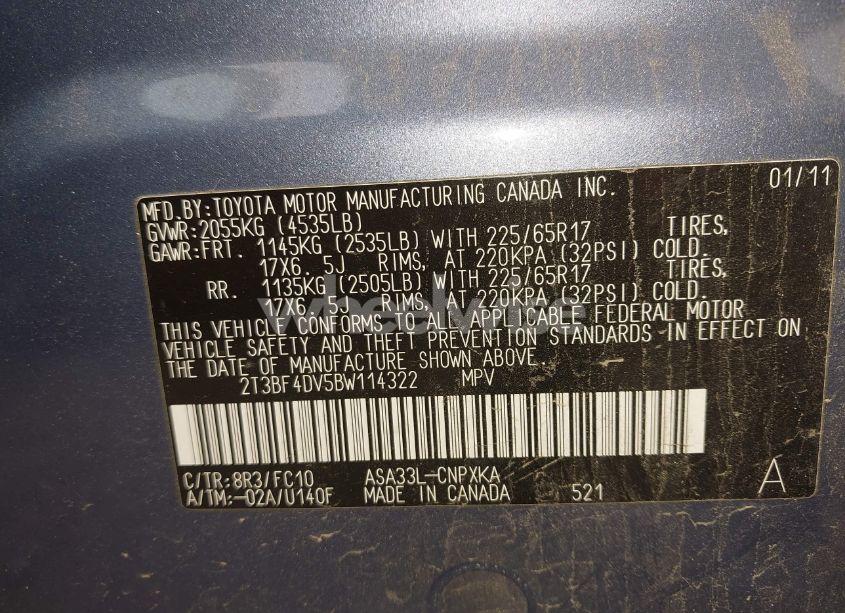 MFD.BY:TOYOTA MOTOR MANUFACTURING CANADA INC. 01/11
GVWR:2055KG (4535LB)
GAWR:FRT. 1145KG (2535LB) WITH 225/65R17 TIRES,
17X6. 5J RIMS, AT 220KPA (32PSI) COLD.
RR. 1135KG (2505LB) WITH 225/65R17 TIRES,
17X6. 5J RIMS, AT 220KPA (32PSI) COLD.
THIS VEHICLE CONFORMS TO ALL APPLICABLE FEDERAL MOTOR
VEHICLE SAFETY AND THEFT PREVENTION STANDARDS IN EFFECT ON
THE DATE OF MANUFACTURE SHOWN ABOVE.
2T3BF4DV5BW114322 MPV
C/TR:8R3/FC10 ASA33L-CNPXKA
A/TM:-02A/U140F MADE IN CANADA 521 A